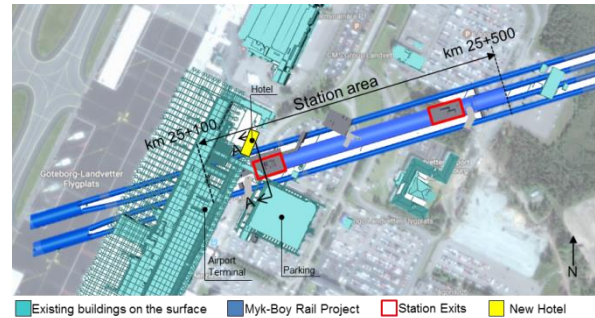 km 25+500
Station area
Hotel
km 25+100
A
A
Göteborg-Landvetter
Flygplats
Airport
Terminal
Parking
N
Existing buildings on the surface
Myk-Boy Rail Project
Station Exits
New Hotel